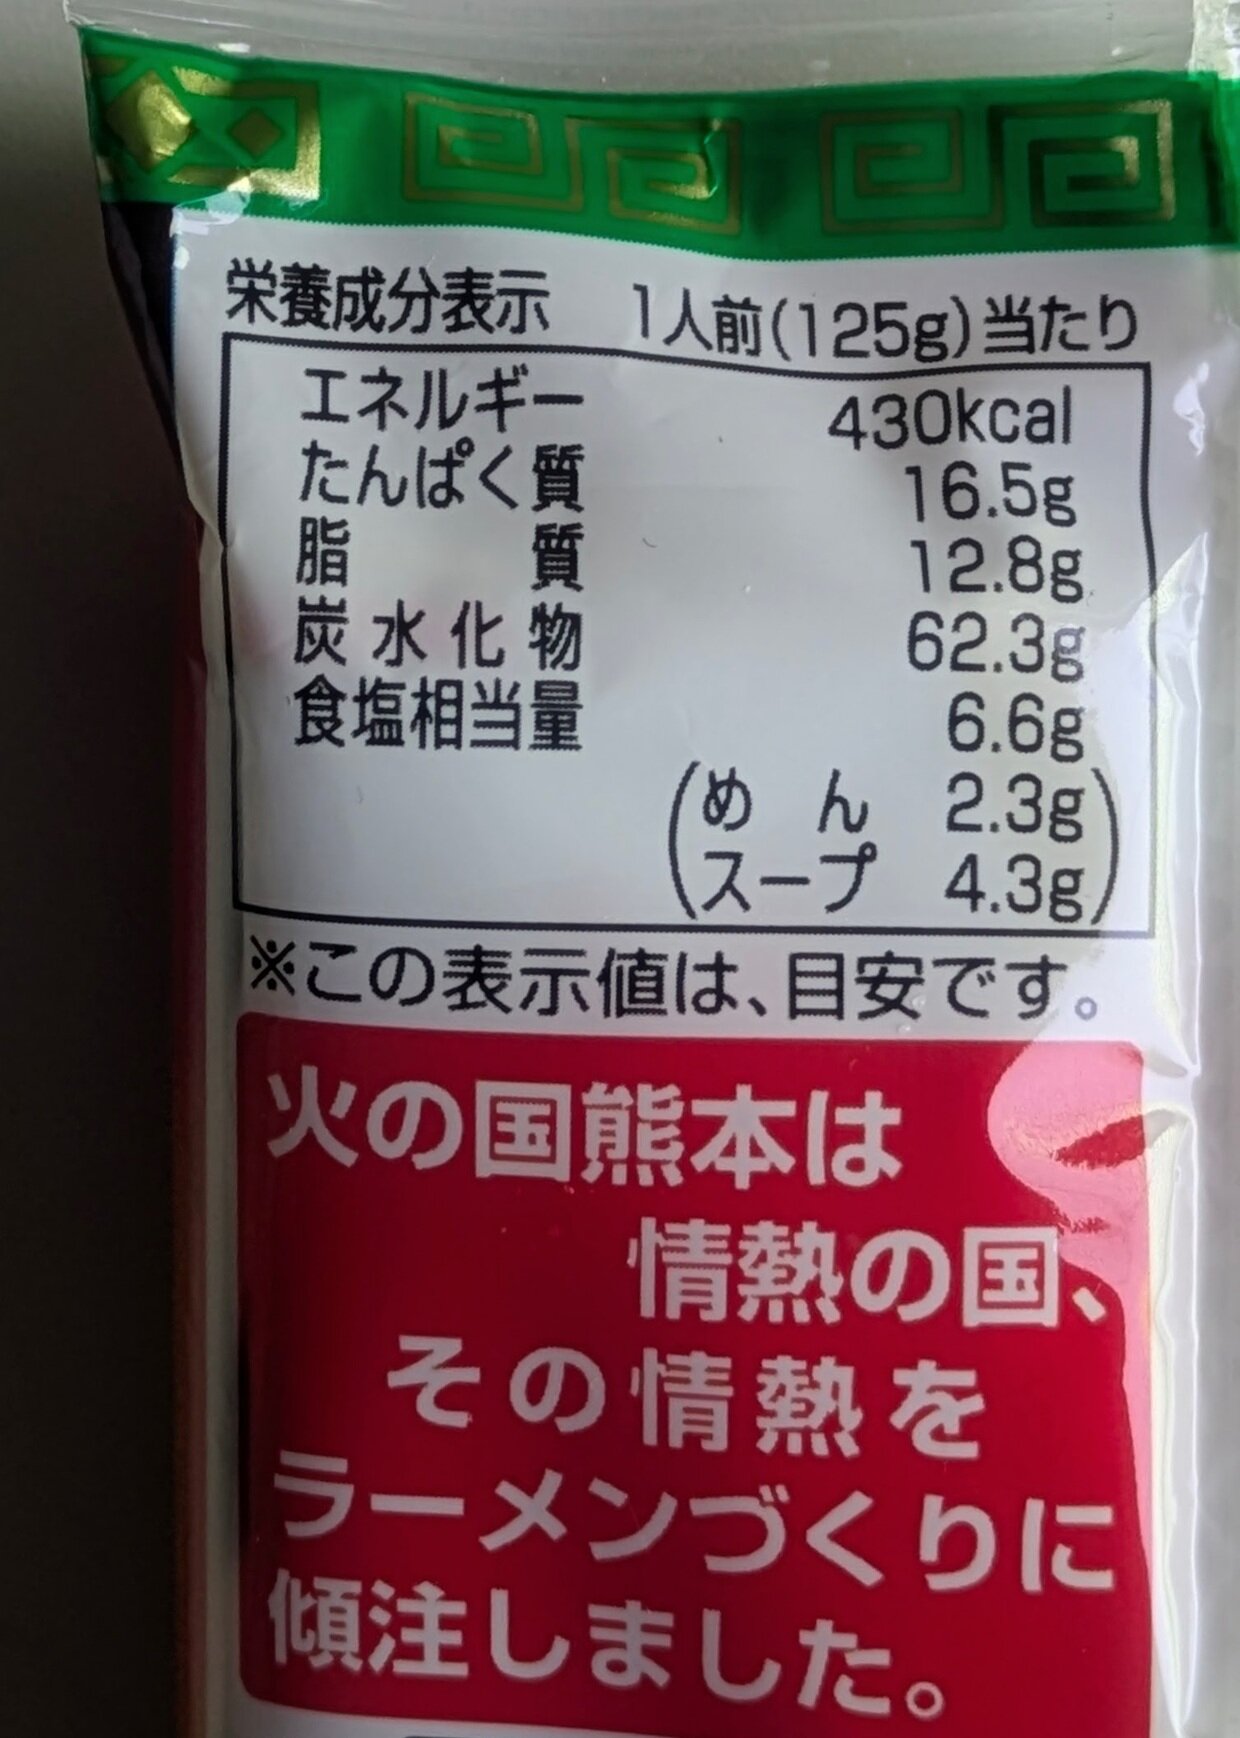 栄養成分表示 1人前(125g)当たり
エネルギー 430kcal
たんぱく質 16.5g
脂質 12.8g
炭水化物 62.3g
食塩相当量 6.6g
(めん 2.3g
スープ 4.3g)
※この表示値は、目安です。
火の国熊本は
情熱の国、
その情熱を
ラーメンづくりに
傾注しました。